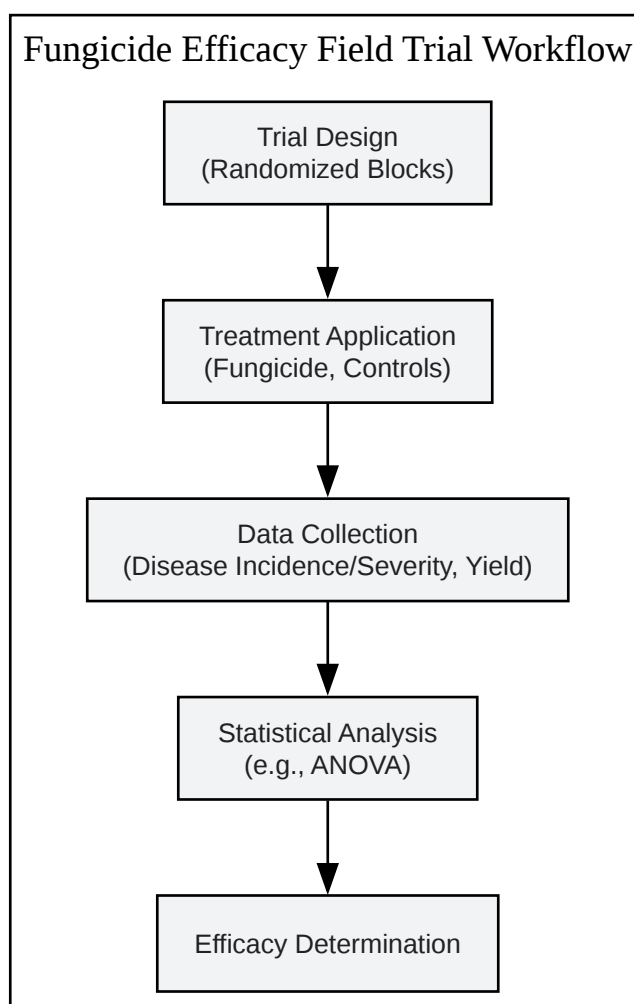 Fungicide Efficacy Field Trial Workflow
Trial Design
(Randomized Blocks)
Treatment Application
(Fungicide, Controls)
Data Collection
(Disease Incidence/Severity, Yield)
Statistical Analysis
(e.g., ANOVA)
Efficacy Determination